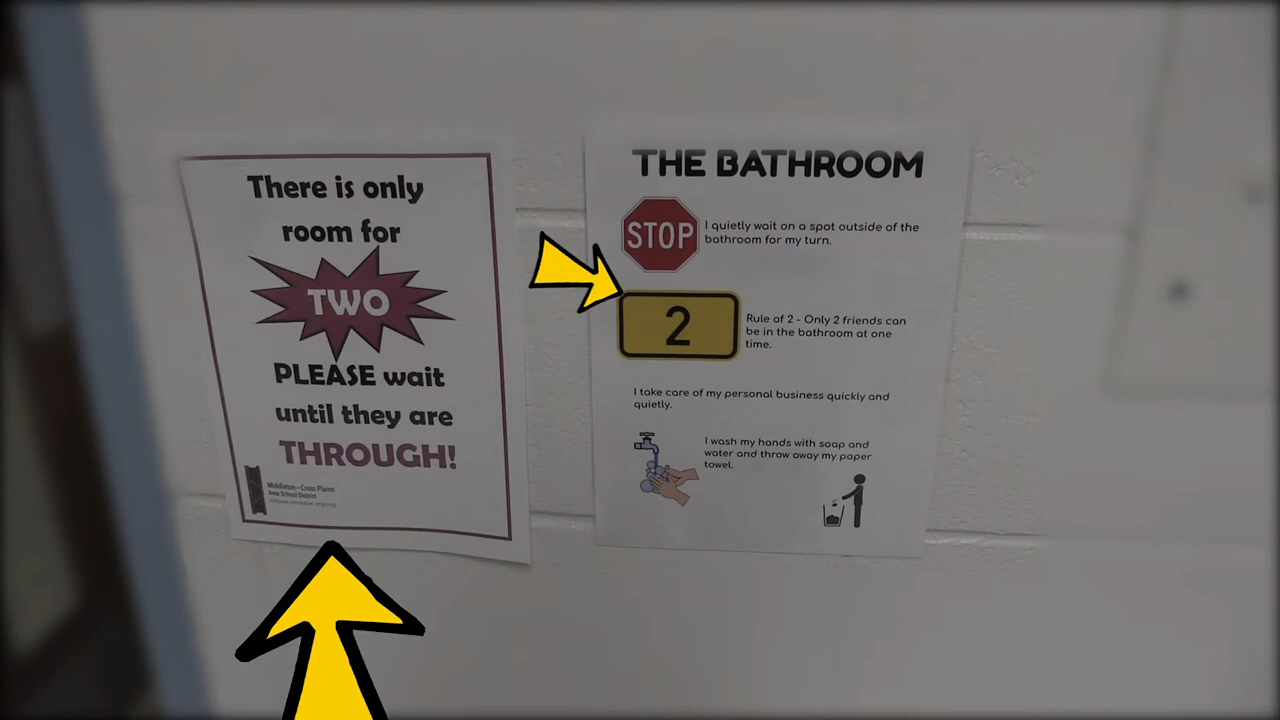 There is only
room for
TWO
PLEASE wait
until they are
THROUGH!
Middleton-Cross Plains
Area School District
THE BATHROOM
STOP
I quietly wait on a spot outside of the
bathroom for my turn.
2
Rule of 2 - Only 2 friends can
be in the bathroom at one
time.
I take care of my personal business quickly and
quietly.
I wash my hands with soap and
water and throw away my paper
towel.